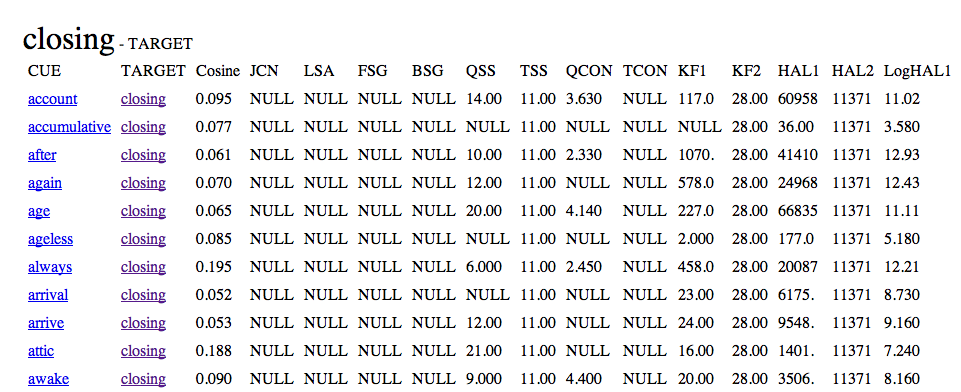 closing - TARGET
CUE TARGET Cosine JCN LSA FSG BSG QSS TSS QCON TCON KF1 KF2 HAL1 HAL2 LogHAL1
account closing 0.095 NULL NULL NULL NULL 14.00 11.00 3.630 NULL 117.0 28.00 60958 11371 11.02
accumulative closing 0.077 NULL NULL NULL NULL NULL 11.00 NULL NULL NULL 28.00 36.00 11371 3.580
after closing 0.061 NULL NULL NULL NULL 10.00 11.00 2.330 NULL 1070. 28.00 41410 11371 12.93
again closing 0.070 NULL NULL NULL NULL 12.00 11.00 NULL NULL 578.0 28.00 24968 11371 12.43
age closing 0.065 NULL NULL NULL NULL 20.00 11.00 4.140 NULL 227.0 28.00 66835 11371 11.11
ageless closing 0.085 NULL NULL NULL NULL NULL 11.00 NULL NULL 2.000 28.00 177.0 11371 5.180
always closing 0.195 NULL NULL NULL NULL 6.000 11.00 2.450 NULL 458.0 28.00 20087 11371 12.21
arrival closing 0.052 NULL NULL NULL NULL NULL 11.00 NULL NULL 23.00 28.00 6175. 11371 8.730
arrive closing 0.053 NULL NULL NULL NULL 12.00 11.00 NULL NULL 24.00 28.00 9548. 11371 9.160
attic closing 0.188 NULL NULL NULL NULL 21.00 11.00 NULL NULL 16.00 28.00 1401. 11371 7.240
awake closing 0.090 NULL NULL NULL NULL 9.000 11.00 4.400 NULL 20.00 28.00 3506. 11371 8.160